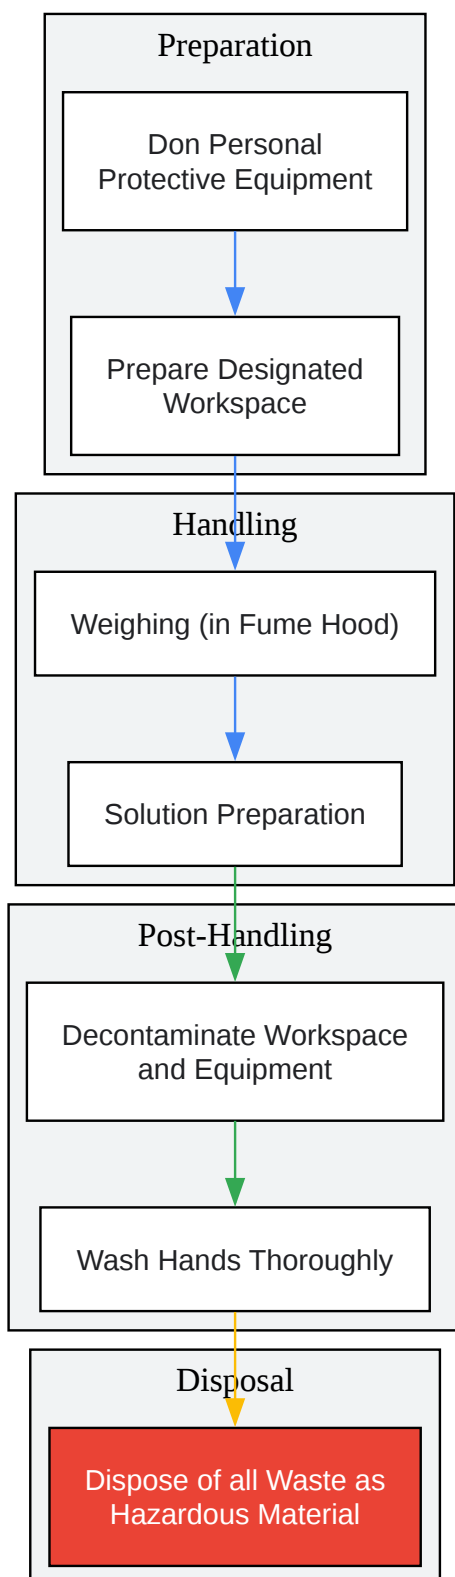 Preparation
Don Personal
Protective Equipment
Prepare Designated
Workspace
Handling
Weighing (in Fume Hood)
Solution Preparation
Post-Handling
Decontaminate Workspace
and Equipment
Wash Hands Thoroughly
Disposal
Dispose of all Waste as
Hazardous Material